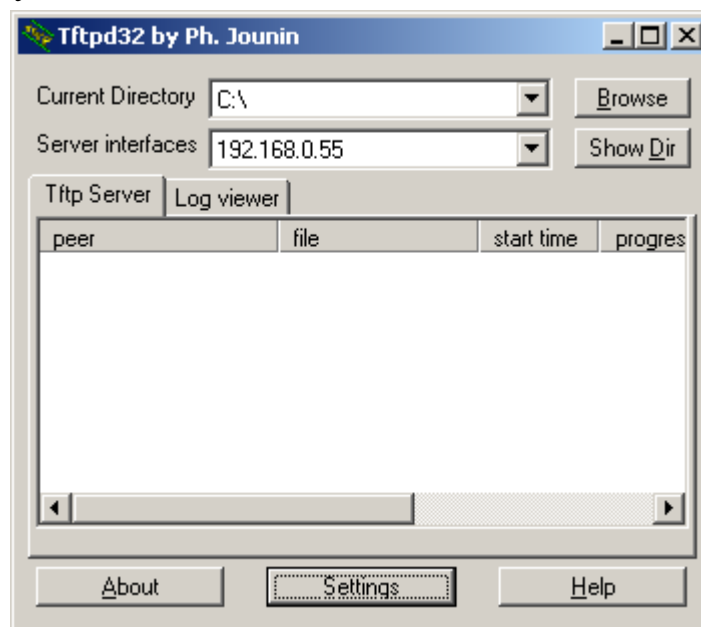 Tftpd32 by Ph. Jounin
Current Directory C:\ Browse
Server interfaces 192.168.0.55 Show Dir
Tftp Server Log viewer
peer file start time progres
About Settings Help